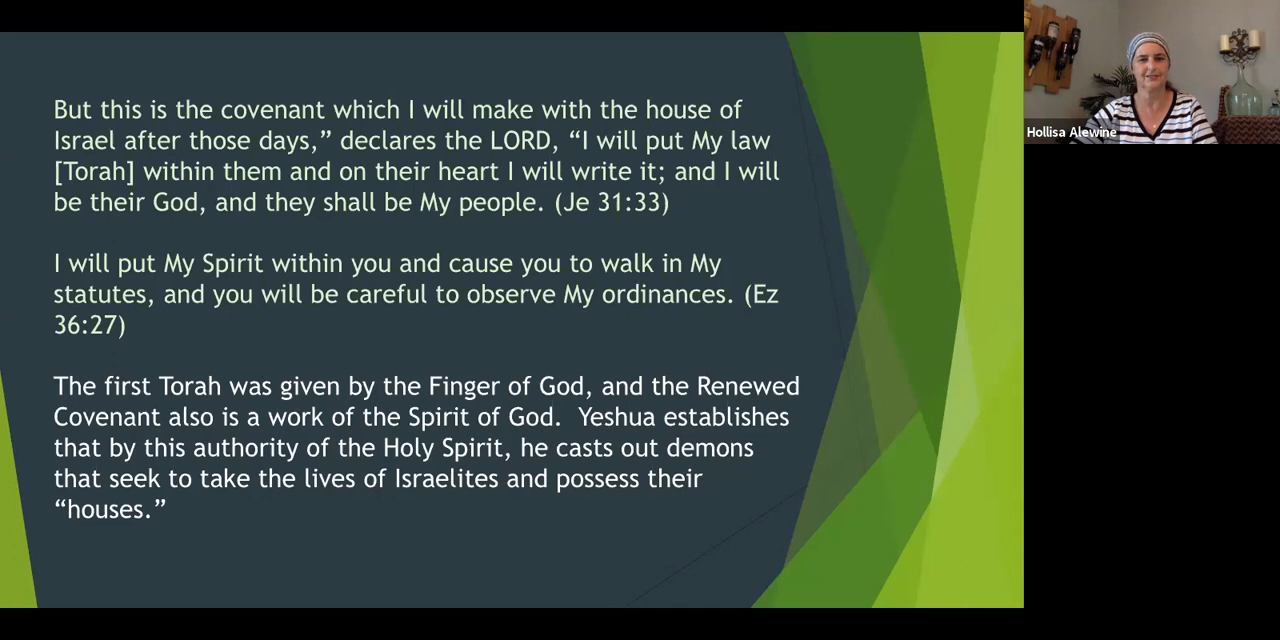 But this is the covenant which I will make with the house of
Israel after those days,” declares the LORD, “I will put My law
[Torah] within them and on their heart I will write it; and I will
be their God, and they shall be My people. (Je 31:33)
I will put My Spirit within you and cause you to walk in My
statutes, and you will be careful to observe My ordinances. (Ez
36:27)
The first Torah was given by the Finger of God, and the Renewed
Covenant also is a work of the Spirit of God.  Yeshua establishes
that by this authority of the Holy Spirit, he casts out demons
that seek to take the lives of Israelites and possess their
“houses.”
Hollisa Alewine